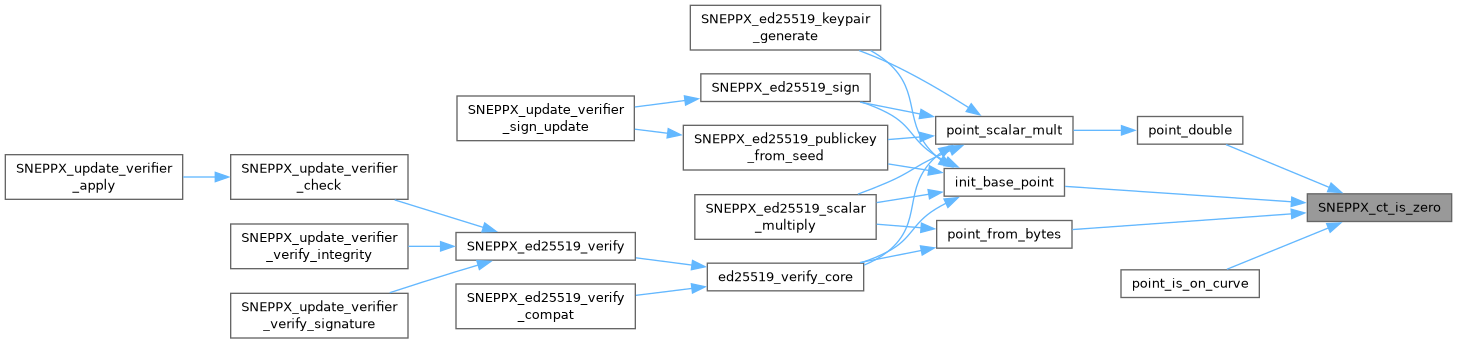 SNEPPX_ed25519_keypair
_generate
SNEPPX_ed25519_sign
SNEPPX_update_verifier
_sign_update
point_scalar_mult
point_double
SNEPPX_ed25519_publickey
_from_seed
SNEPPX_update_verifier
_apply
SNEPPX_update_verifier
_check
init_base_point
SNEPPX_ct_is_zero
SNEPPX_ed25519_scalar
_multiply
point_from_bytes
SNEPPX_update_verifier
_verify_integrity
SNEPPX_ed25519_verify
ed25519_verify_core
point_is_on_curve
SNEPPX_ed25519_verify
_compat
SNEPPX_update_verifier
_verify_signature